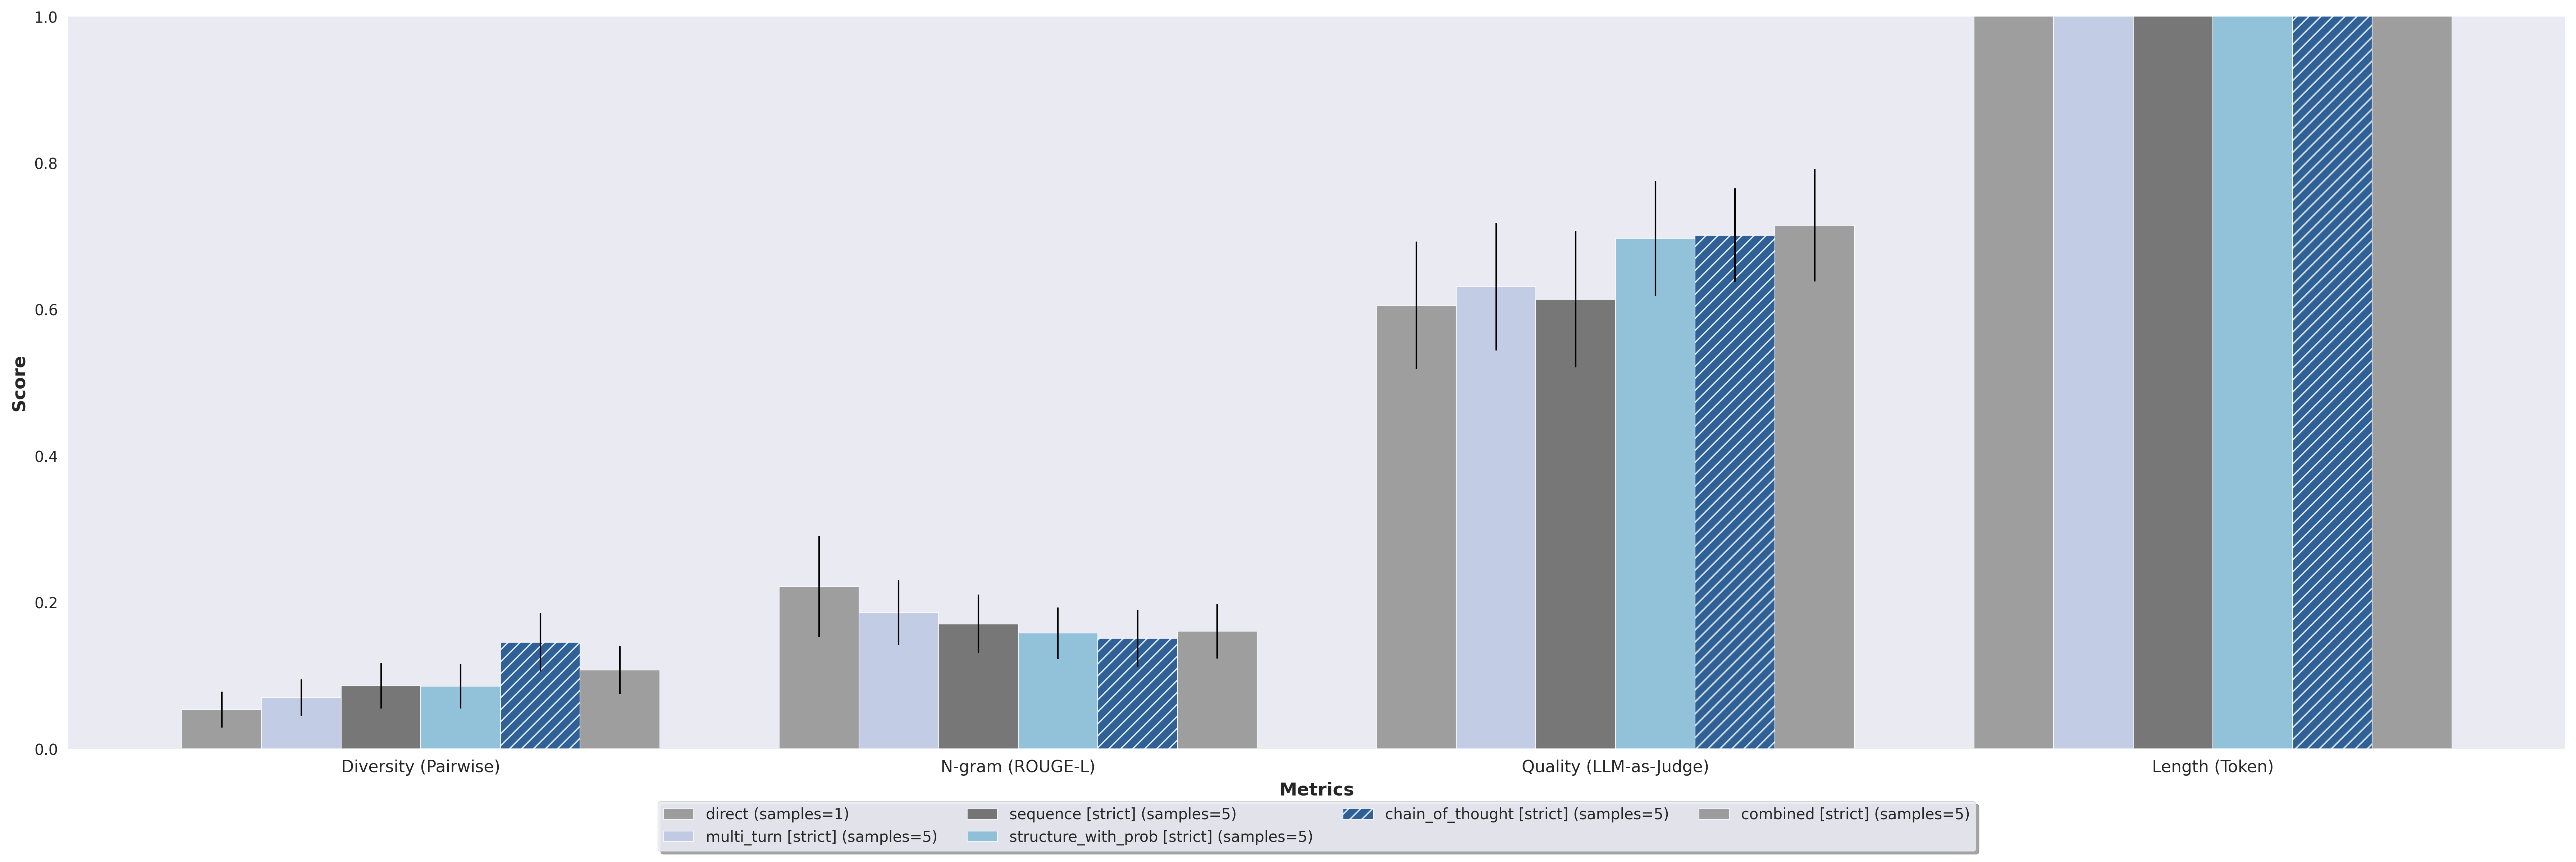 1.0
0.8
0.6
0.4
0.2
0.0
Score
Diversity (Pairwise)
N-gram (ROUGE-L)
Quality (LLM-as-Judge)
Length (Token)
Metrics
direct (samples=1)
multi_turn [strict] (samples=5)
sequence [strict] (samples=5)
structure_with_prob [strict] (samples=5)
chain_of_thought [strict] (samples=5)
combined [strict] (samples=5)